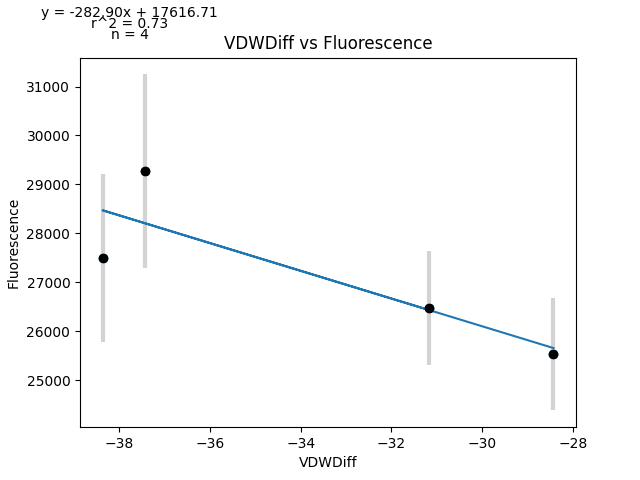 y = -282.90x + 17616.71
r^2 = 0.73
n = 4
VDWDiff vs Fluorescence
31000
30000
29000
28000
27000
26000
25000
Fluorescence
−38
−36
−34
−32
−30
−28
VDWDiff